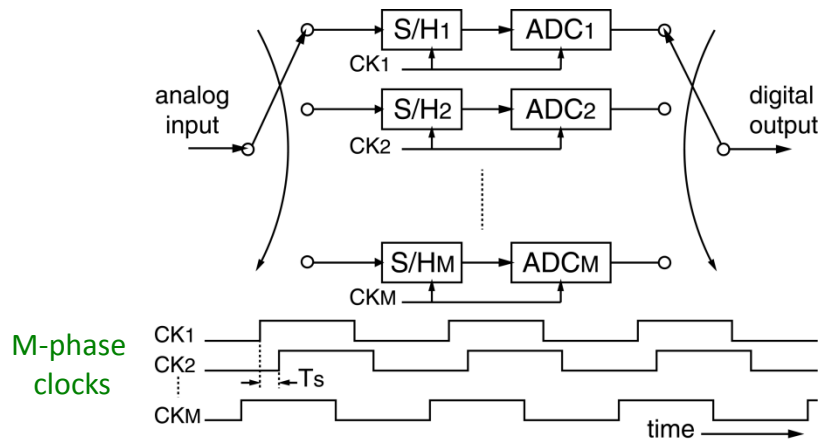 S/H1 ADC1
CK1
analog input
digital output
S/H2 ADC2
CK2
S/HM ADCM
CKM
M-phase clocks
CK1
CK2
Ts
CKM
time